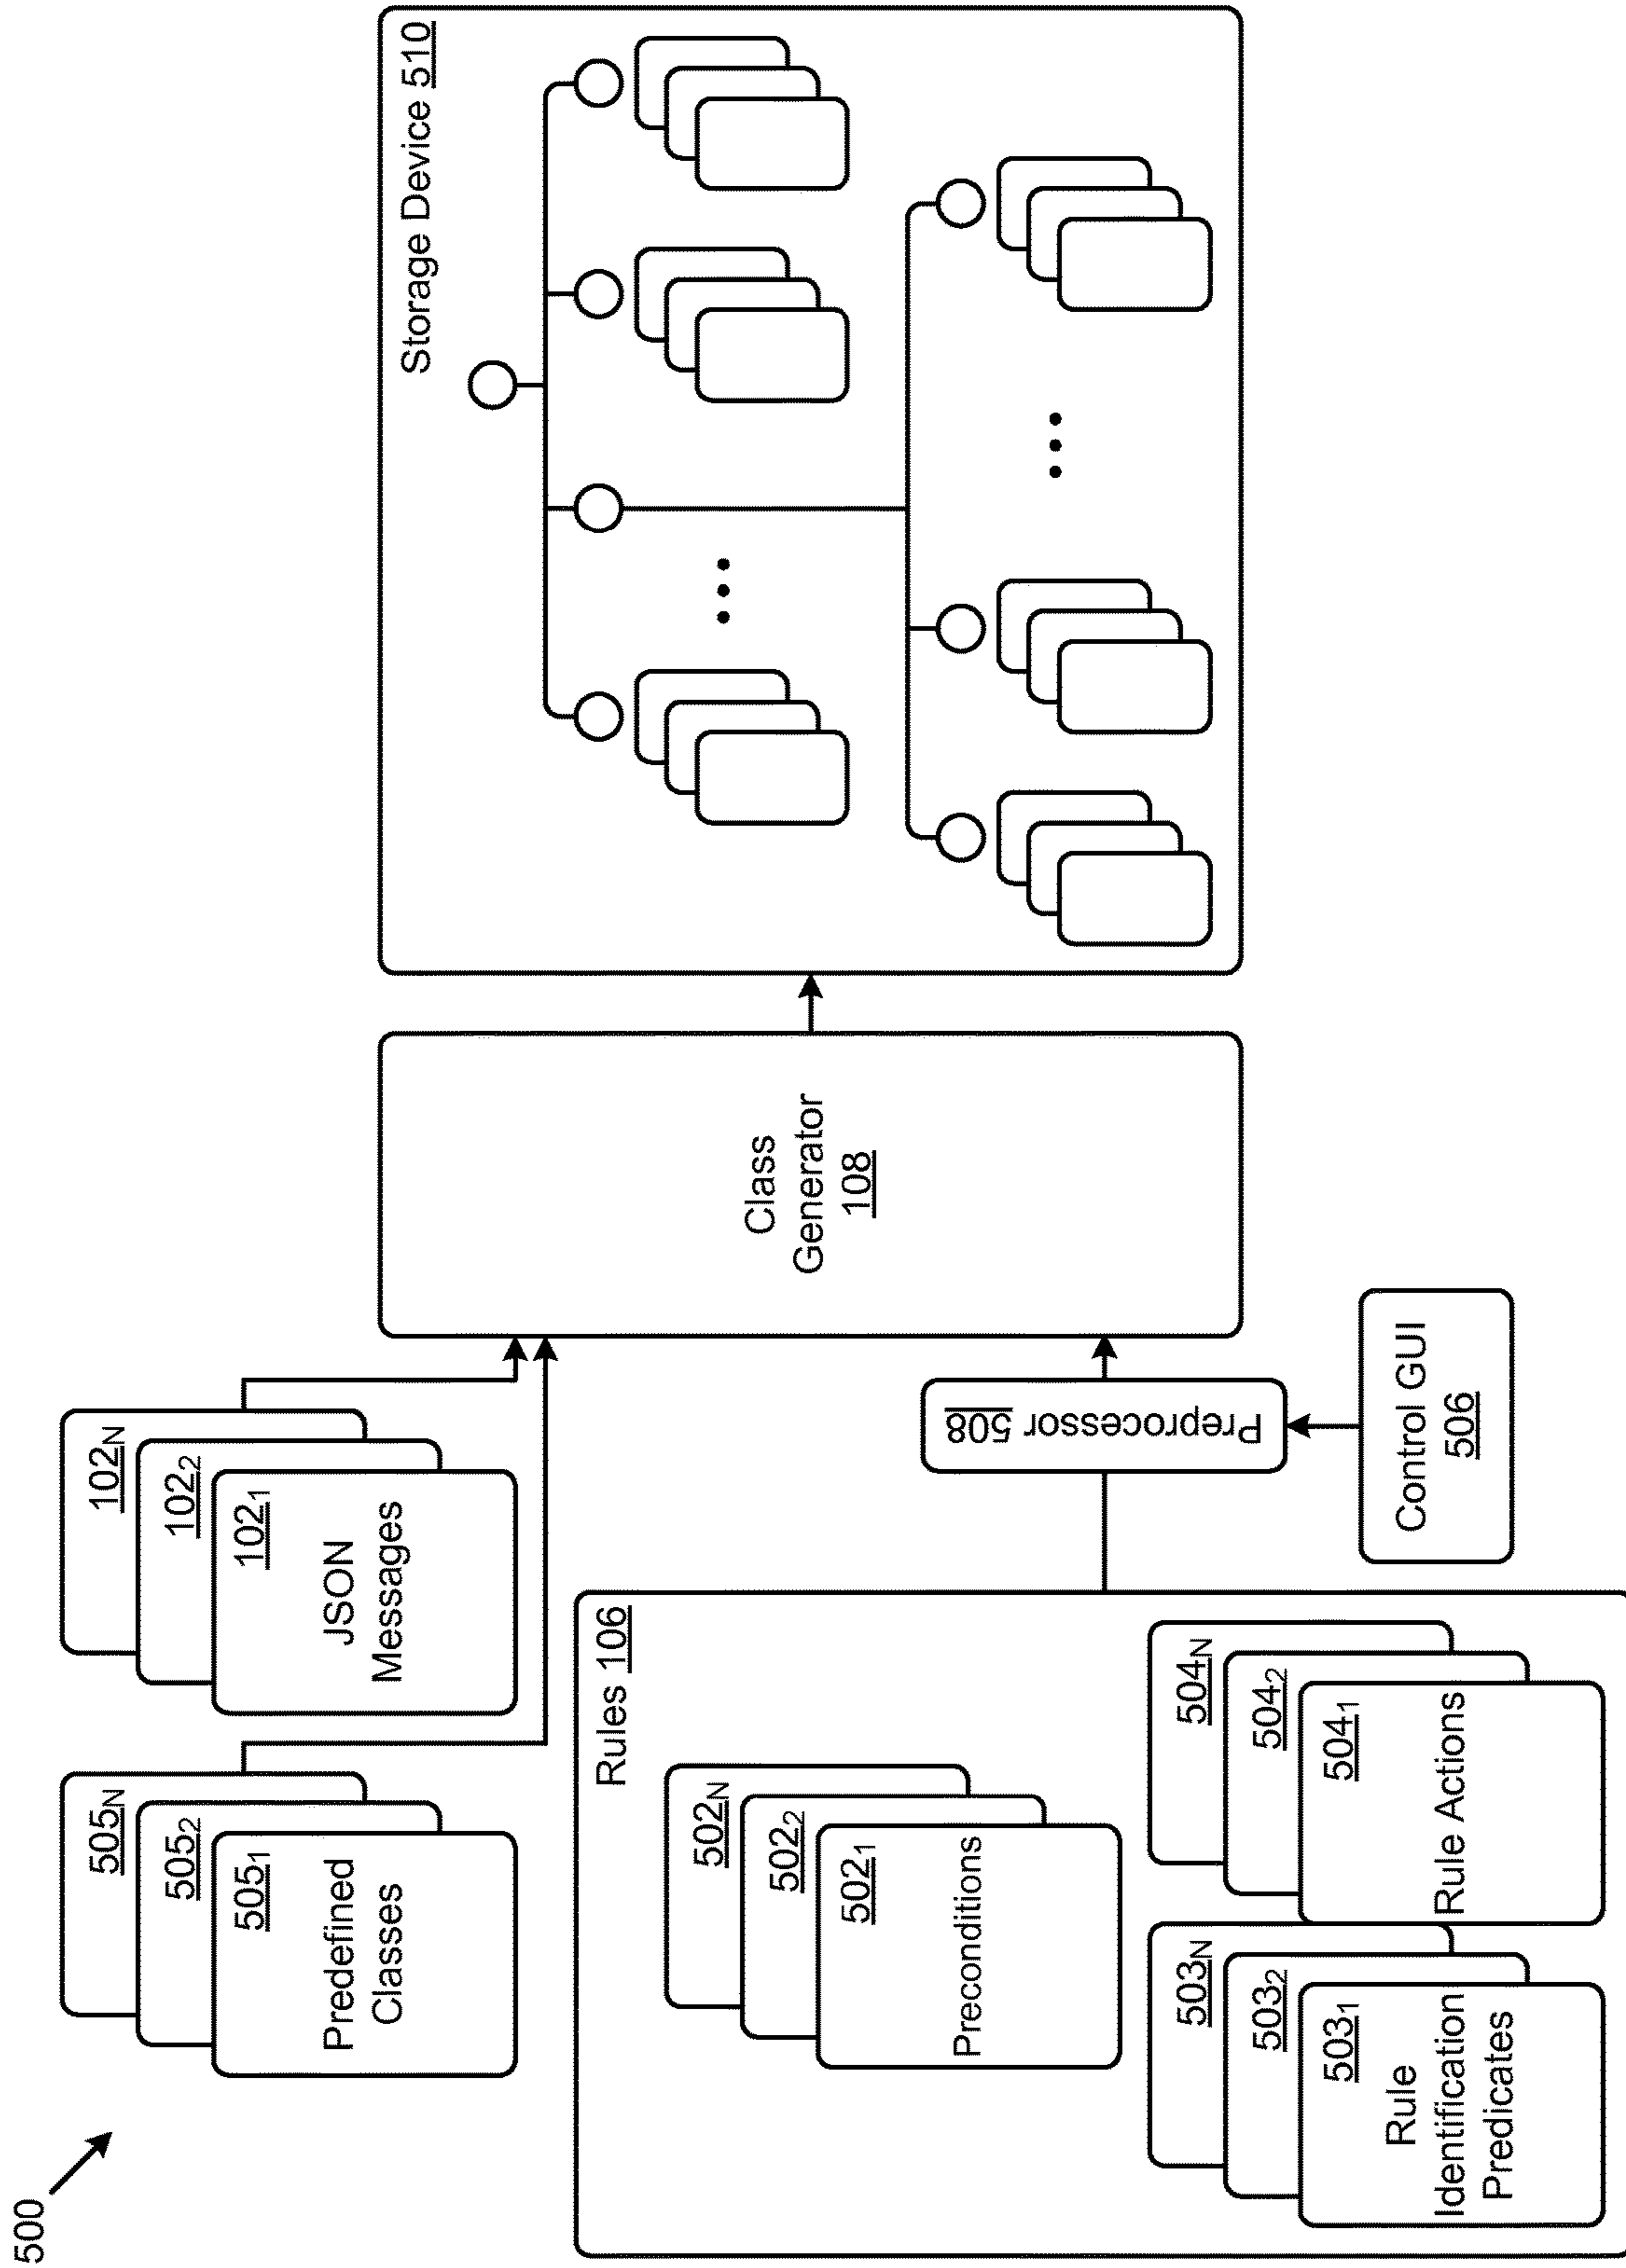 500
505N
5052
5051
Predefined
Classes
102N
1022
1021
JSON
Messages
Rules 106
502N
5022
5021
Preconditions
503N
5032
5031
Rule
Identification
Predicates
504N
5042
5041
Rule Actions
Preprocessor 508
Control GUI
506
Class
Generator
108
Storage Device 510